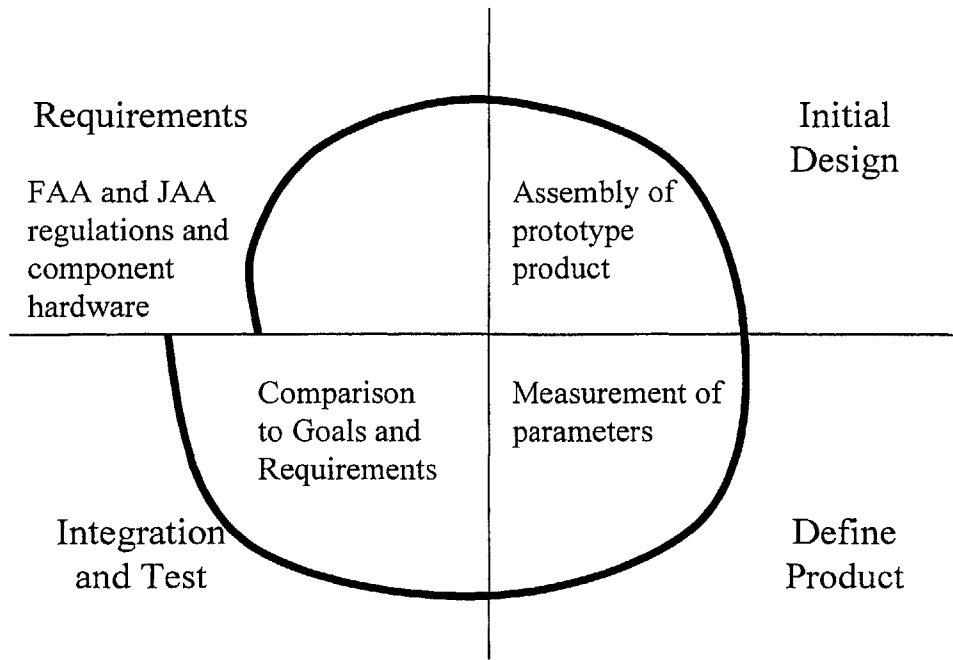 Requirements
FAA and JAA
regulations and
component
hardware
Initial
Design
Assembly of
prototype
product
Comparison
to Goals and
Requirements
Measurement of
parameters
Integration
and Test
Define
Product